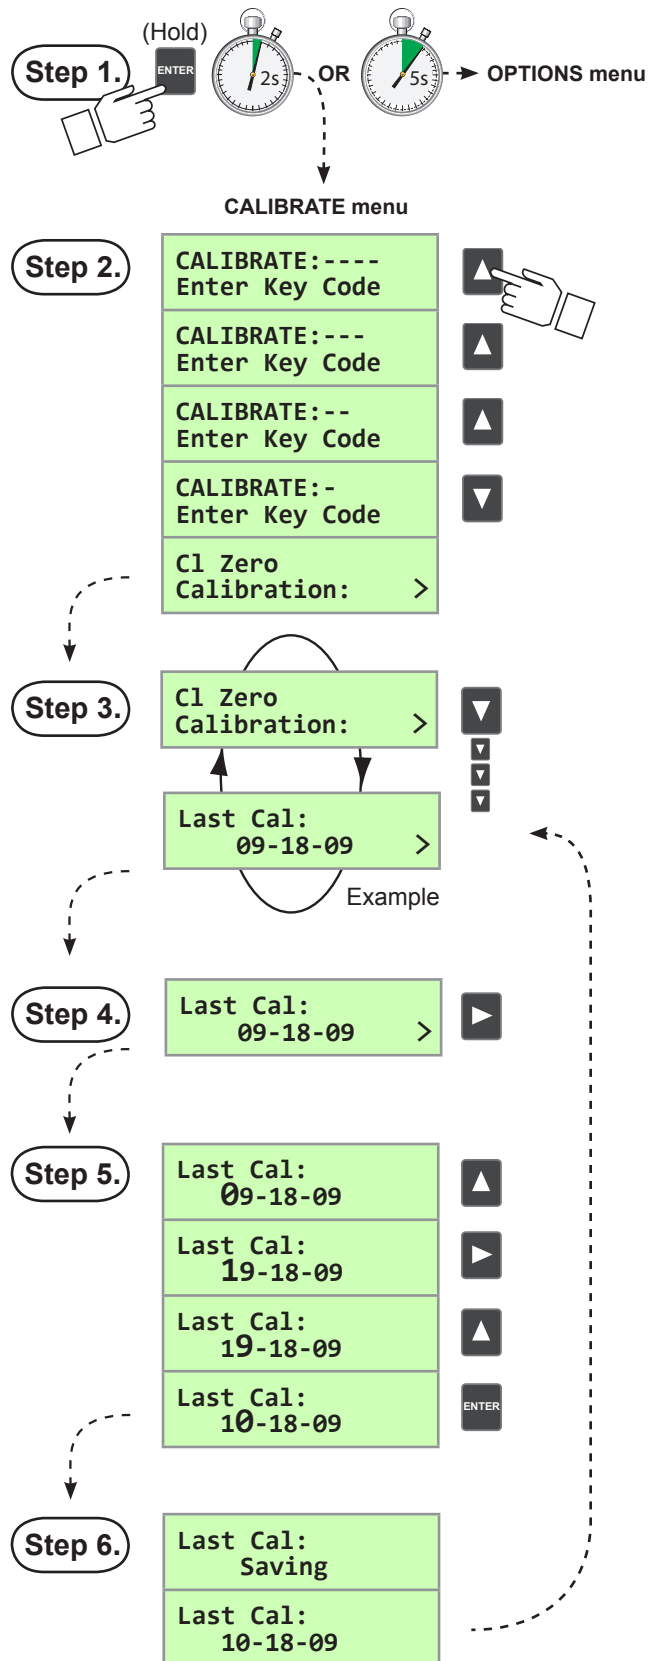 (Hold)
Step 1.
ENTER
2s
OR
5s
OPTIONS menu
CALIBRATE menu
Step 2.
CALIBRATE:----
Enter Key Code
CALIBRATE:---
Enter Key Code
CALIBRATE:--
Enter Key Code
CALIBRATE:-
Enter Key Code
Cl Zero
Calibration: >
Step 3.
Cl Zero
Calibration: >
Last Cal:
09-18-09 >
Example
Step 4.
Last Cal:
09-18-09 >
Step 5.
Last Cal:
09-18-09
Last Cal:
19-18-09
Last Cal:
19-18-09
Last Cal:
10-18-09
ENTER
Step 6.
Last Cal:
Saving
Last Cal:
10-18-09